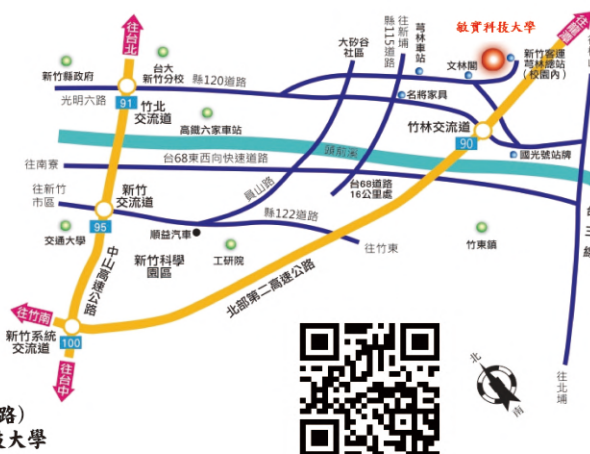 往台北
新竹縣政府
台大
新竹分校
91
竹北
交流道
光明六路
縣120道路
高鐵六家車站
大矽谷
社區
往新埔
縣115道路
芎林車站
名將家具
敏實科技大學
文林閣
新竹客運
芎林總站
(校園內)
竹林交流道
90
國光號站牌
頭前溪
往南寮
台68東西向快速道路
往新竹
市區
新竹
交流道
95
員山路
台68道路
16公里處
縣122道路
順益汽車
交通大學
新竹科學
園區
工研院
往竹東
竹東鎮
中山高速公路
北部第二高速公路
往竹南
新竹系統
交流道
100
往台中
北
南
往北埔
路)
技大學